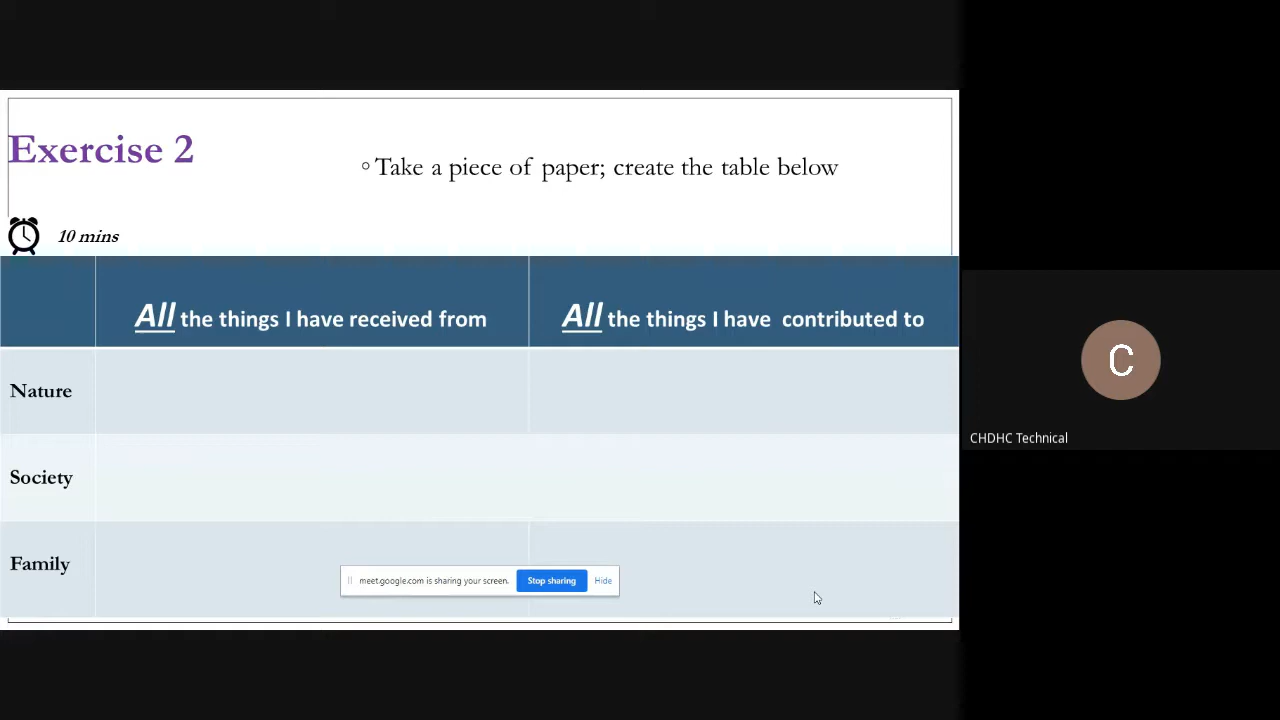 Exercise 2
◦ Take a piece of paper; create the table below
10 mins
All the things I have received from
All the things I have contributed to
Nature
Society
Family
meet.google.com is sharing your screen.
Stop sharing
Hide
C
CHDHC Technical